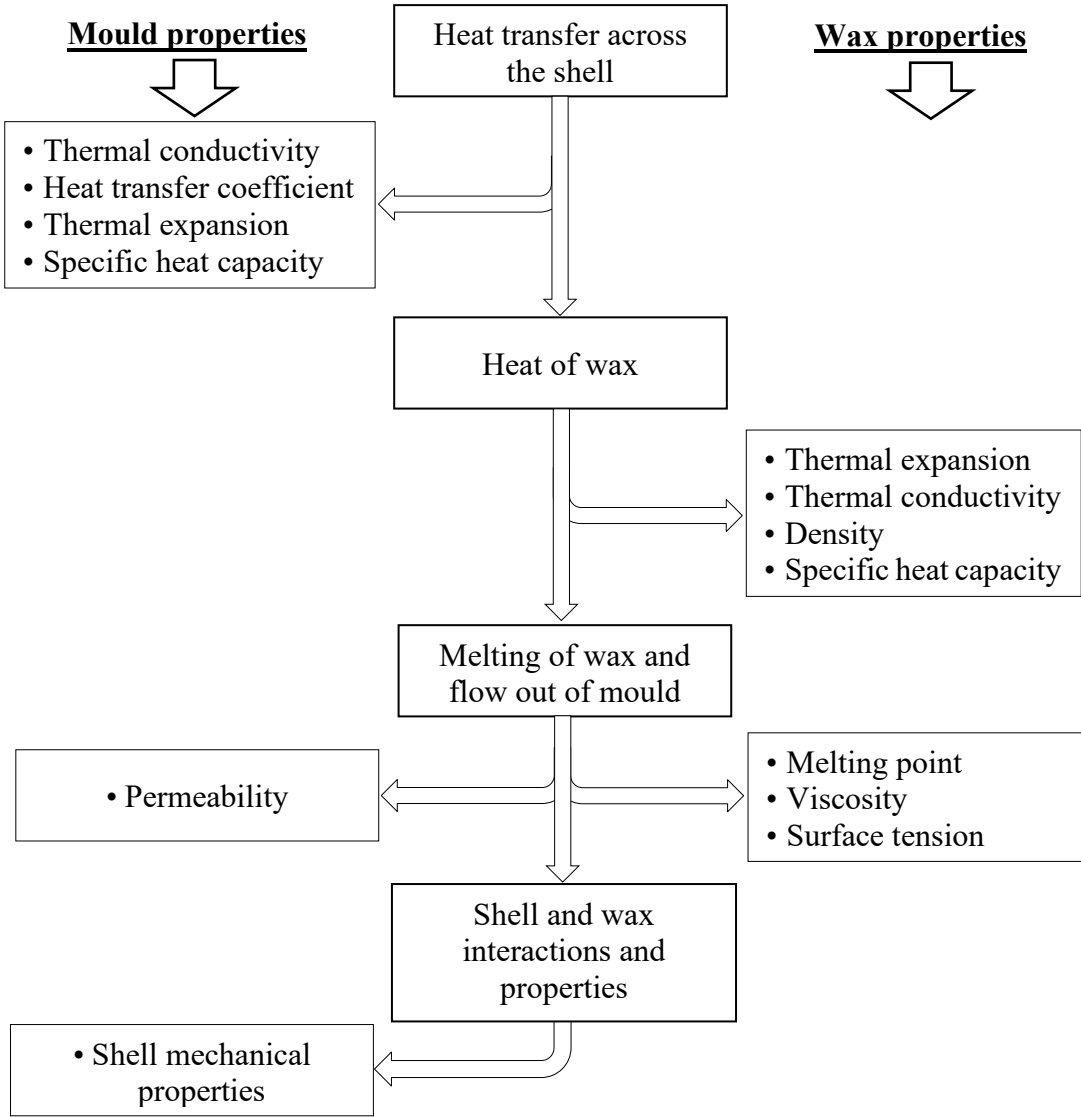 Mould properties
Heat transfer across
the shell
Wax properties
• Thermal conductivity
• Heat transfer coefficient
• Thermal expansion
• Specific heat capacity
Heat of wax
• Thermal expansion
• Thermal conductivity
• Density
• Specific heat capacity
Melting of wax and
flow out of mould
• Permeability
• Melting point
• Viscosity
• Surface tension
Shell and wax
interactions and
properties
• Shell mechanical
properties